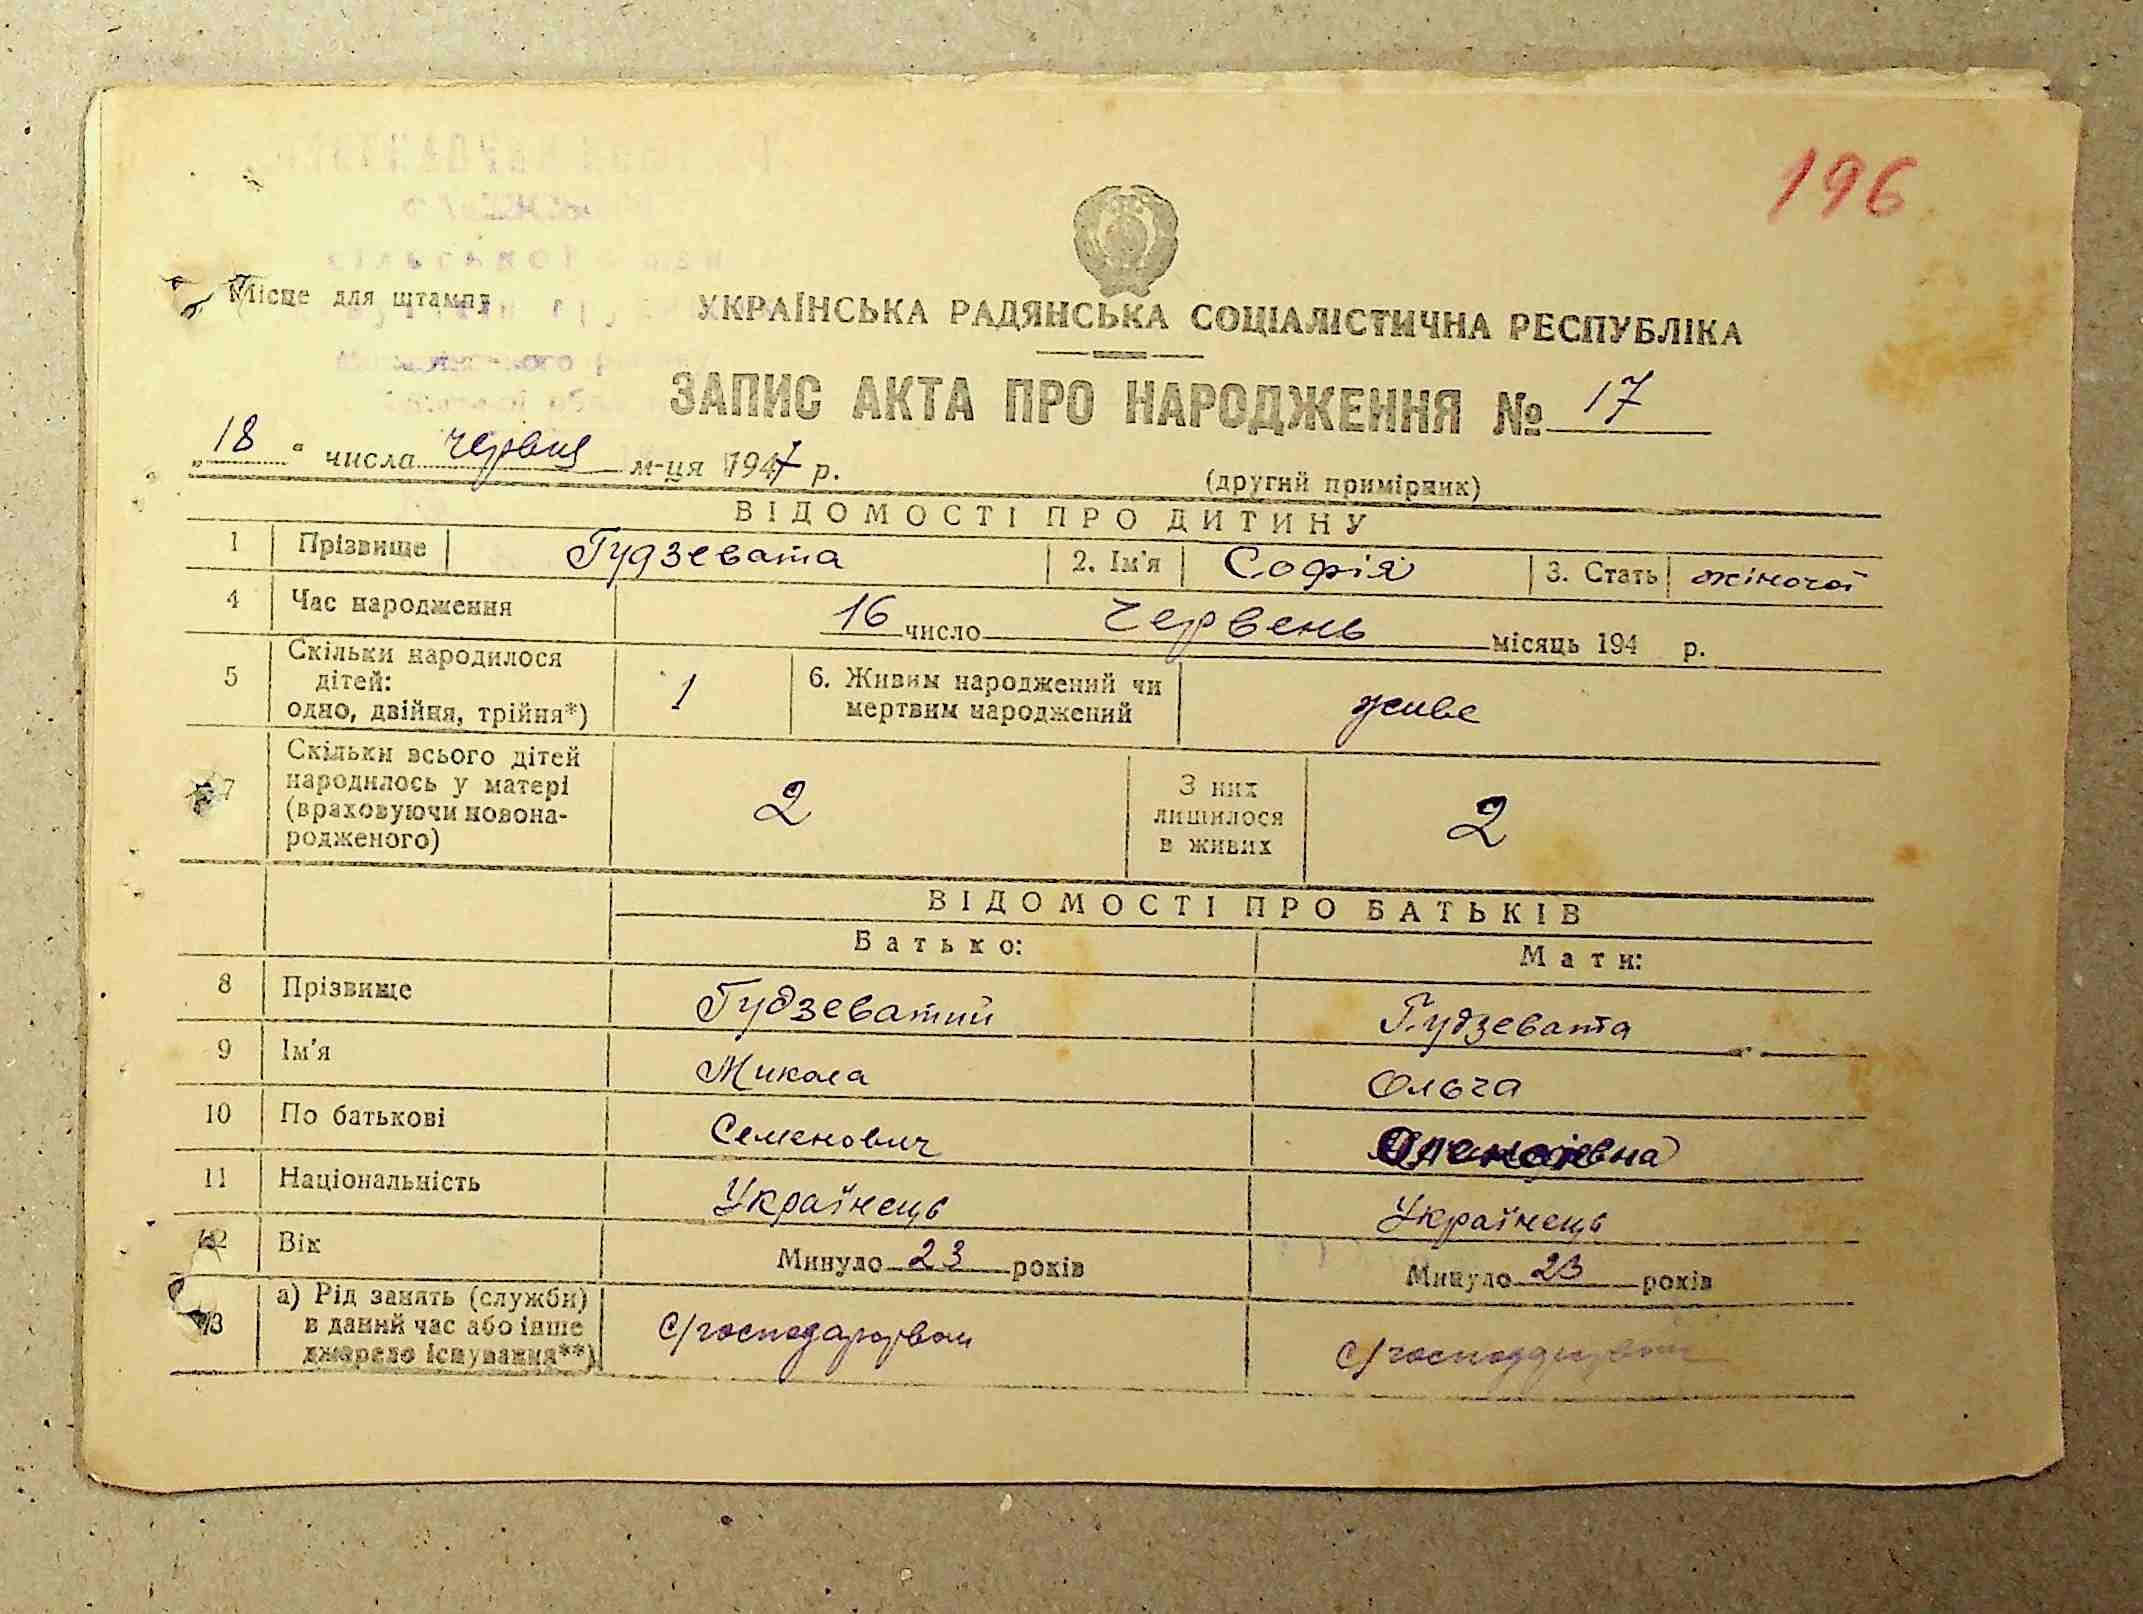 196
Місце для штампу
УКРАЇНСЬКА РАДЯНСЬКА СОЦІАЛІСТИЧНА РЕСПУБЛІКА
ЗАПИС АКТА ПРО НАРОДЖЕННЯ № 17
„18“ числа червня м-ця 1947 р.
(другий примірник)
ВІДОМОСТІ ПРО ДИТИНУ
1 Прізвище Гудзевата 2. Ім'я Софія 3. Стать жіночої
4 Час народження 16 число Червень місяць 194 р.
5 Скільки народилося дітей: одно, двійня, трійня*) 1 6. Живим народжений чи мертвим народжений живе
7 Скільки всього дітей народилось у матері (враховуючи новонародженого) 2 З них лишилося в живих 2
ВІДОМОСТІ ПРО БАТЬКІВ
Батько: Мати:
8 Прізвище Гудзеватий Гудзевата
9 Ім'я Микола Ольга
10 По батькові Семенович
11 Національність Українець Українець
12 Вік Минуло 23 років Минуло 23 років
13 а) Рід занять (служби) в даний час або інше джерело існування**)